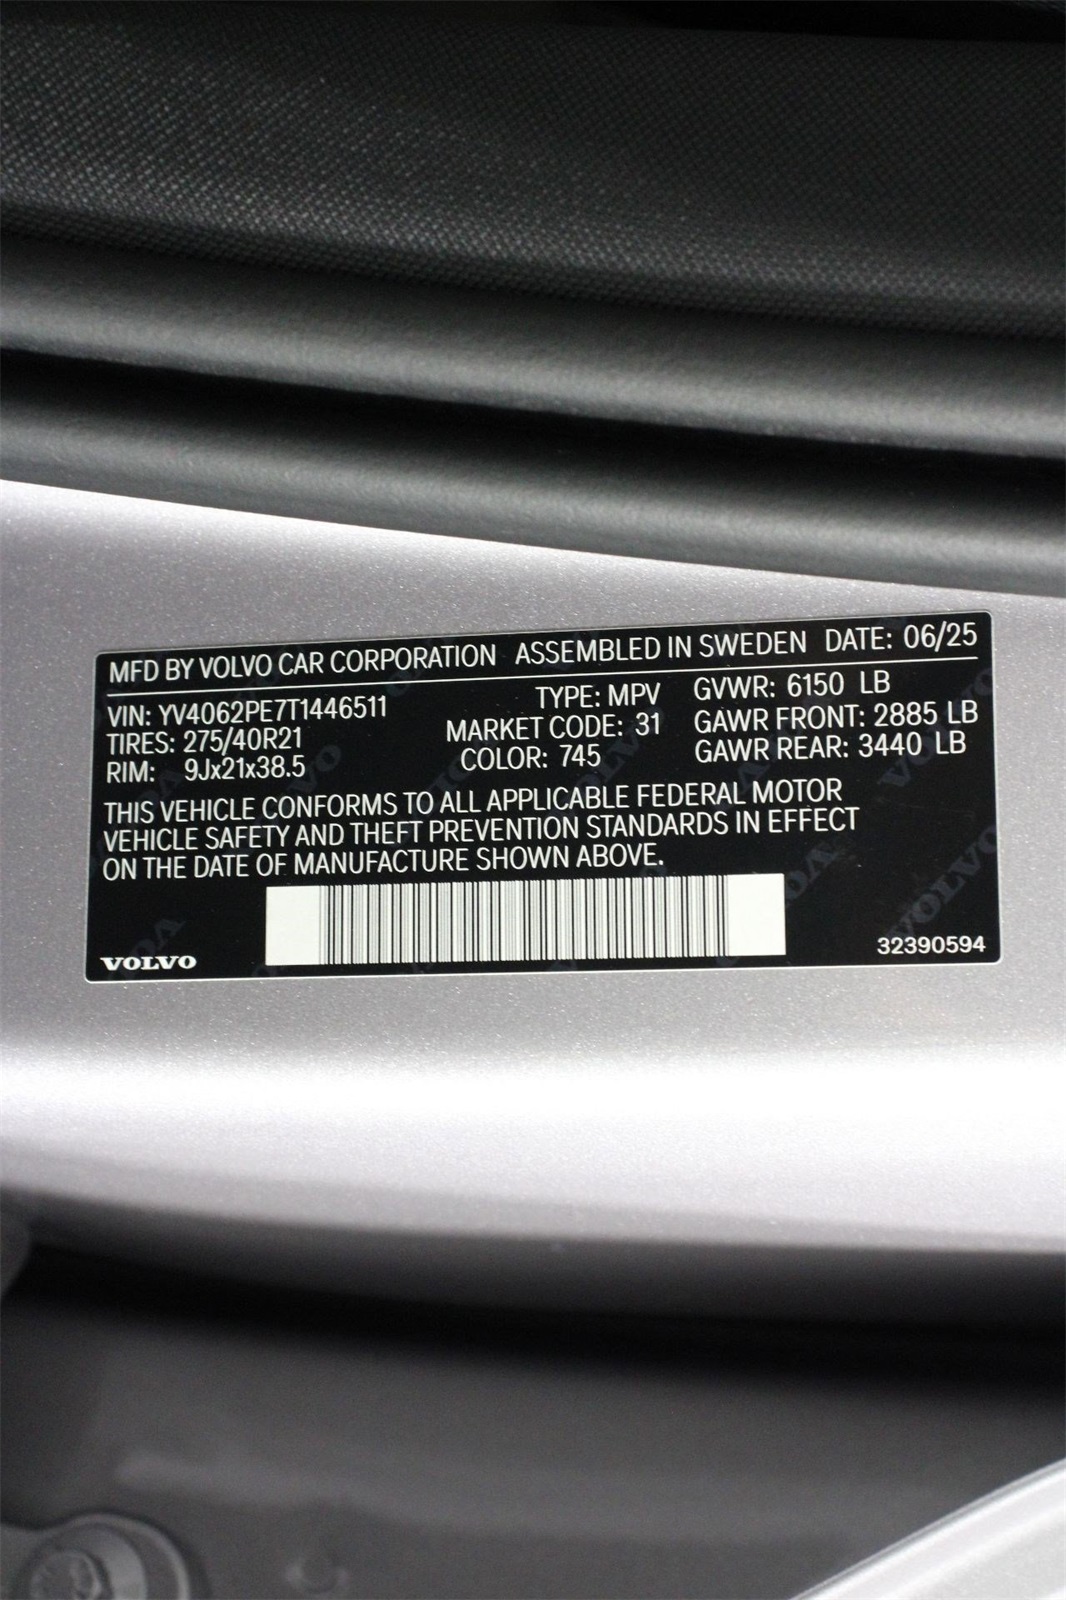 MFD BY VOLVO CAR CORPORATION ASSEMBLED IN SWEDEN DATE: 06/25
VIN: YV4062PE7T1446511 TYPE: MPV GVWR: 6150 LB
TIRES: 275/40R21 MARKET CODE: 31 GAWR FRONT: 2885 LB
RIM: 9Jx21x38.5 COLOR: 745 GAWR REAR: 3440 LB
THIS VEHICLE CONFORMS TO ALL APPLICABLE FEDERAL MOTOR
VEHICLE SAFETY AND THEFT PREVENTION STANDARDS IN EFFECT
ON THE DATE OF MANUFACTURE SHOWN ABOVE.
VOLVO 32390594